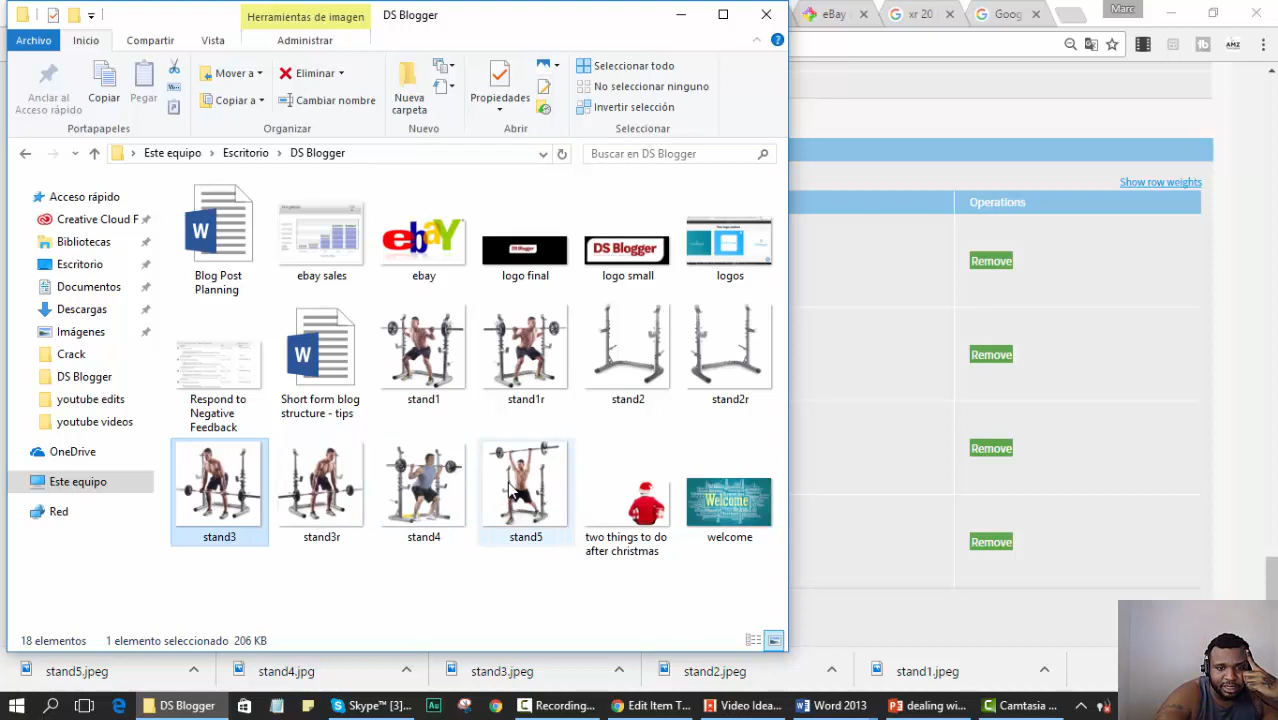 Herramientas de imagen
DS Blogger
Archivo
Inicio
Compartir
Vista
Administrar
Anclar al
Acceso rápido
Copiar
Pegar
Portapapeles
Mover a
Copiar a
Eliminar
Cambiar nombre
Organizar
Nueva
carpeta
Nuevo
Propiedades
Abrir
Seleccionar todo
No seleccionar ninguno
Invertir selección
Seleccionar
Este equipo > Escritorio > DS Blogger
Buscar en DS Blogger
Acceso rápido
Creative Cloud F
Bibliotecas
Escritorio
Documentos
Descargas
Imágenes
Crack
DS Blogger
youtube edits
youtube videos
OneDrive
Este equipo
Red
W
Blog Post
Planning
ebay sales
ebay
ebay
DS Blogger
logo final
DS Blogger
logo small
logos
Respond to
Negative
Feedback
W
Short form blog
structure - tips
stand1
stand1r
stand2
stand2r
stand3
stand3r
stand4
stand5
two things to do
after christmas
Welcome
welcome
18 elementos
1 elemento seleccionado 206 KB
eBay
xr 20
Goog
Marc
AMZ
Show row weights
Operations
Remove
Remove
Remove
Remove
stand5.jpeg
stand4.jpg
stand3.jpeg
stand2.jpeg
stand1.jpeg
DS Blogger
Skype™ [3]...
Au
Recording...
Edit Item T...
Video Idea...
Word 2013
dealing wi...
Camtasia ...